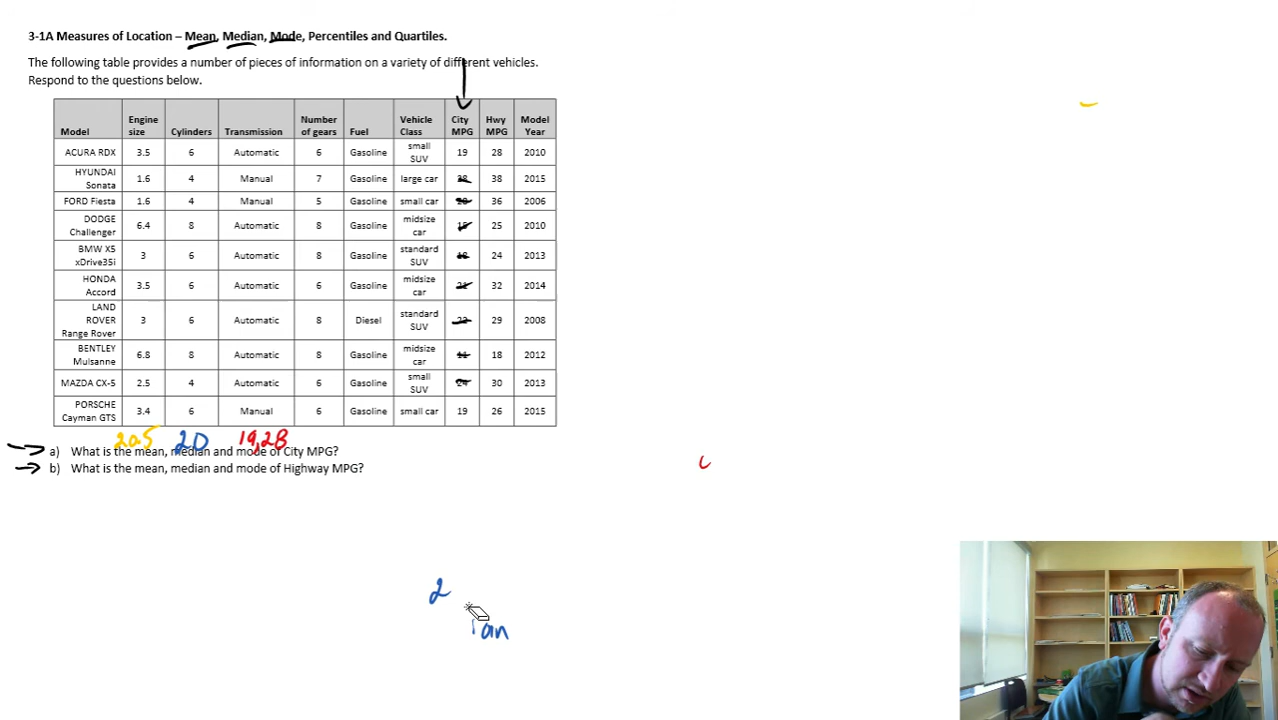 3-1A Measures of Location – Mean, Median, Mode, Percentiles and Quartiles.
The following table provides a number of pieces of information on a variety of different vehicles.
Respond to the questions below.
Model Engine size Cylinders Transmission Number of gears Fuel Vehicle Class City MPG Hwy MPG Model Year
ACURA RDX 3.5 6 Automatic 6 Gasoline small SUV 19 28 2010
HYUNDAI Sonata 1.6 4 Manual 7 Gasoline large car 28 38 2015
FORD Fiesta 1.6 4 Manual 5 Gasoline small car 28 36 2006
DODGE Challenger 6.4 8 Automatic 8 Gasoline midsize car 15 25 2010
BMW X5 xDrive35i 3 6 Automatic 8 Gasoline standard SUV 18 24 2013
HONDA Accord 3.5 6 Automatic 6 Gasoline midsize car 21 32 2014
LAND ROVER Range Rover 3 6 Automatic 8 Diesel standard SUV 22 29 2008
BENTLEY Mulsanne 6.8 8 Automatic 8 Gasoline midsize car 11 18 2012
MAZDA CX-5 2.5 4 Automatic 6 Gasoline small SUV 24 30 2013
PORSCHE Cayman GTS 3.4 6 Manual 6 Gasoline small car 19 26 2015
20.5 20 19,28
a) What is the mean, median and mode of City MPG?
b) What is the mean, median and mode of Highway MPG?
2
an